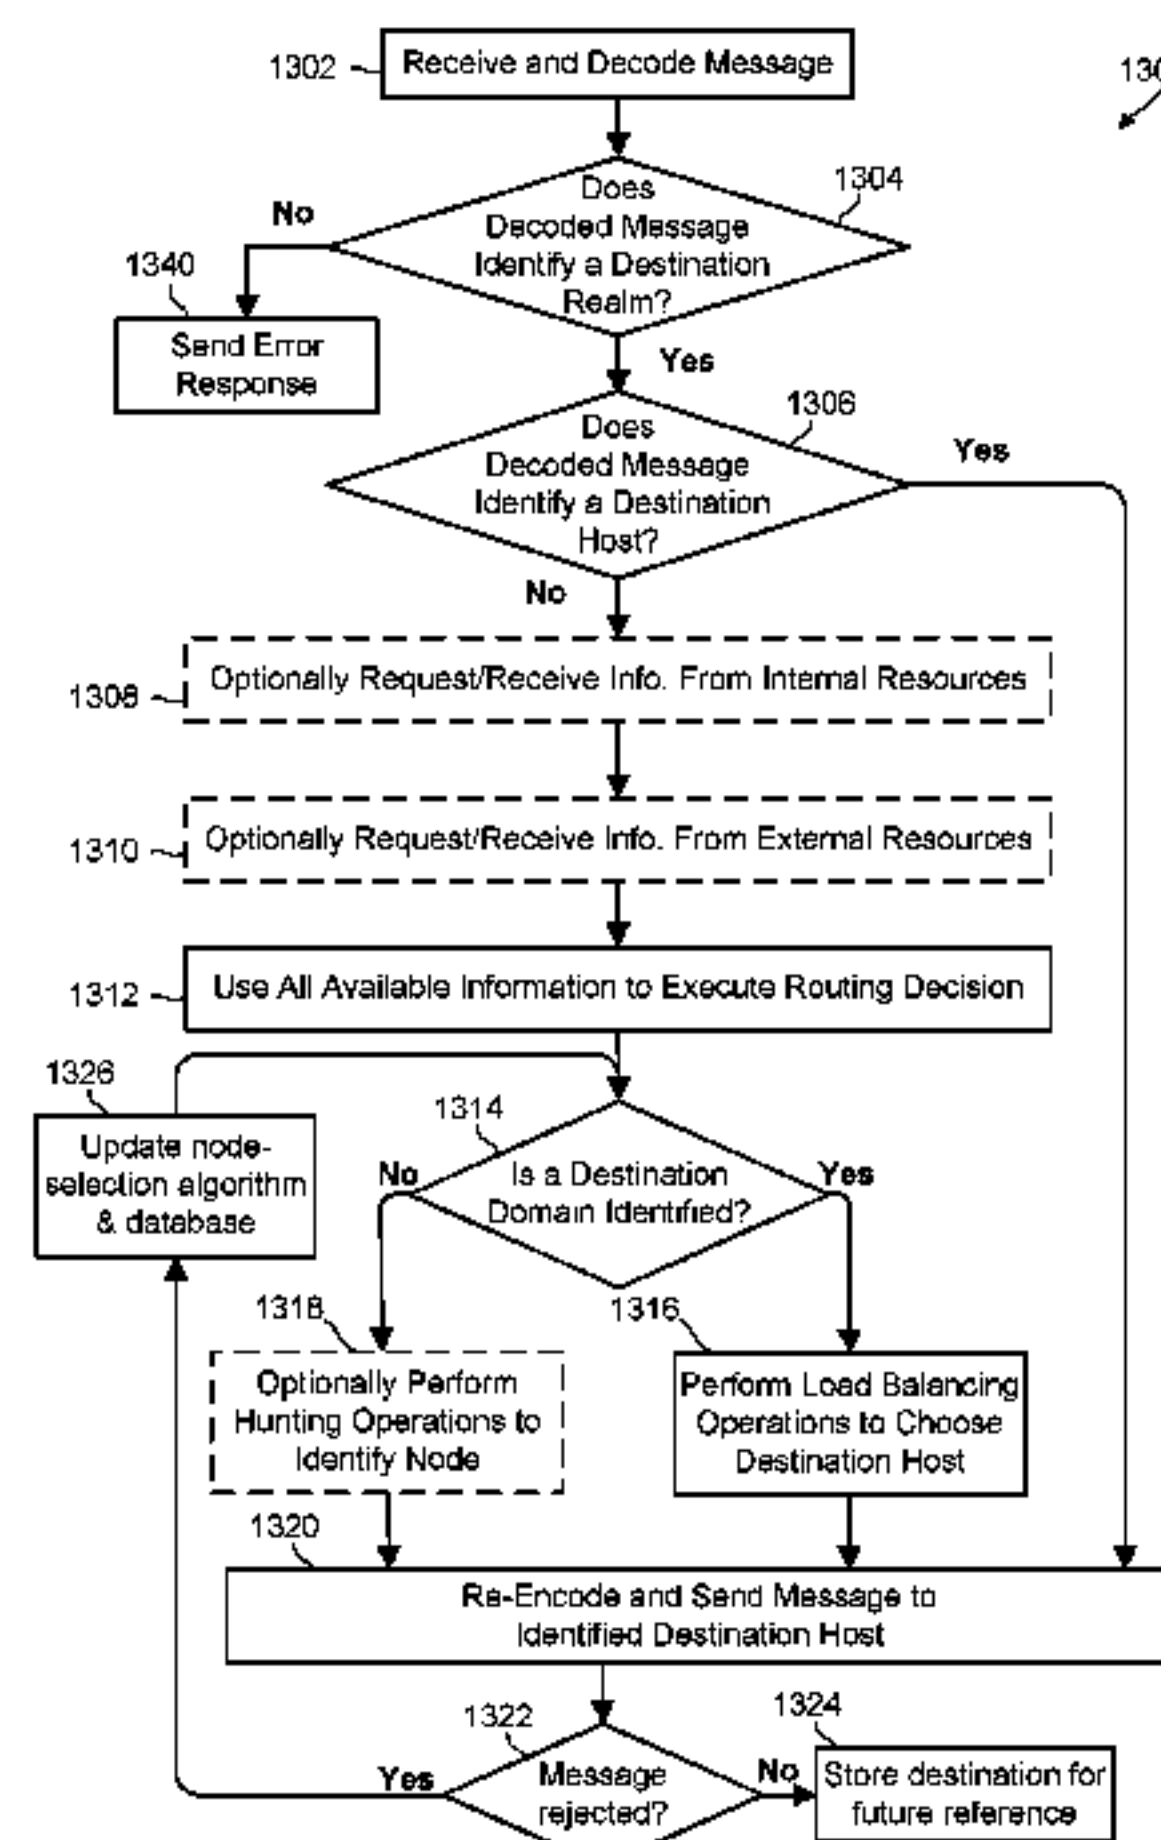 1302
Receive and Decode Message
1304
Does
Decoded Message
Identify a Destination
Realm?
No
1340
Send Error
Response
Yes
1306
Does
Decoded Message
Identify a Destination
Host?
Yes
No
1308
Optionally Request/Receive Info. From Internal Resources
1310
Optionally Request/Receive Info. From External Resources
1312
Use All Available Information to Execute Routing Decision
1326
Update node-
selection algorithm
& database
1314
Is a Destination
Domain Identified?
No
Yes
1318
Optionally Perform
Hunting Operations to
Identify Node
1316
Perform Load Balancing
Operations to Choose
Destination Host
1320
Re-Encode and Send Message to
Identified Destination Host
1322
Message
rejected?
Yes
No
1324
Store destination for
future reference